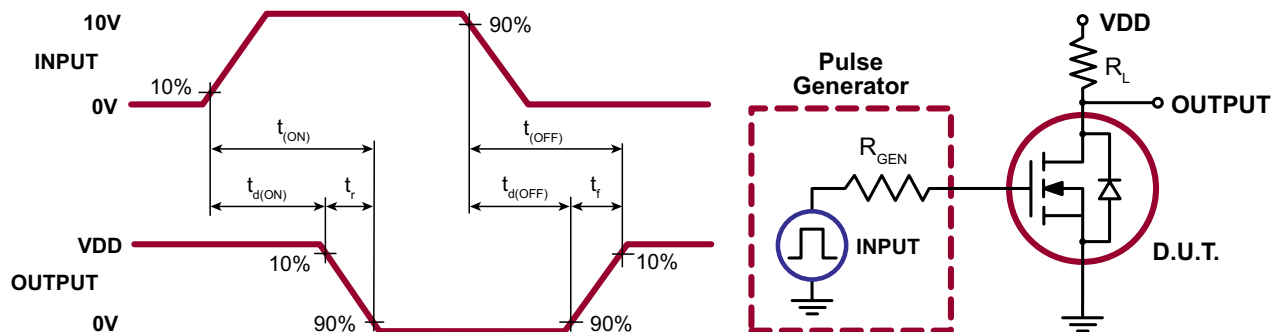 10V
90%
INPUT
10%
0V
t(ON)
t(OFF)
td(ON)
tr
td(OFF)
tf
VDD
10%
10%
OUTPUT
0V
90%
90%
VDD
RL
Pulse
Generator
OUTPUT
RGEN
INPUT
D.U.T.